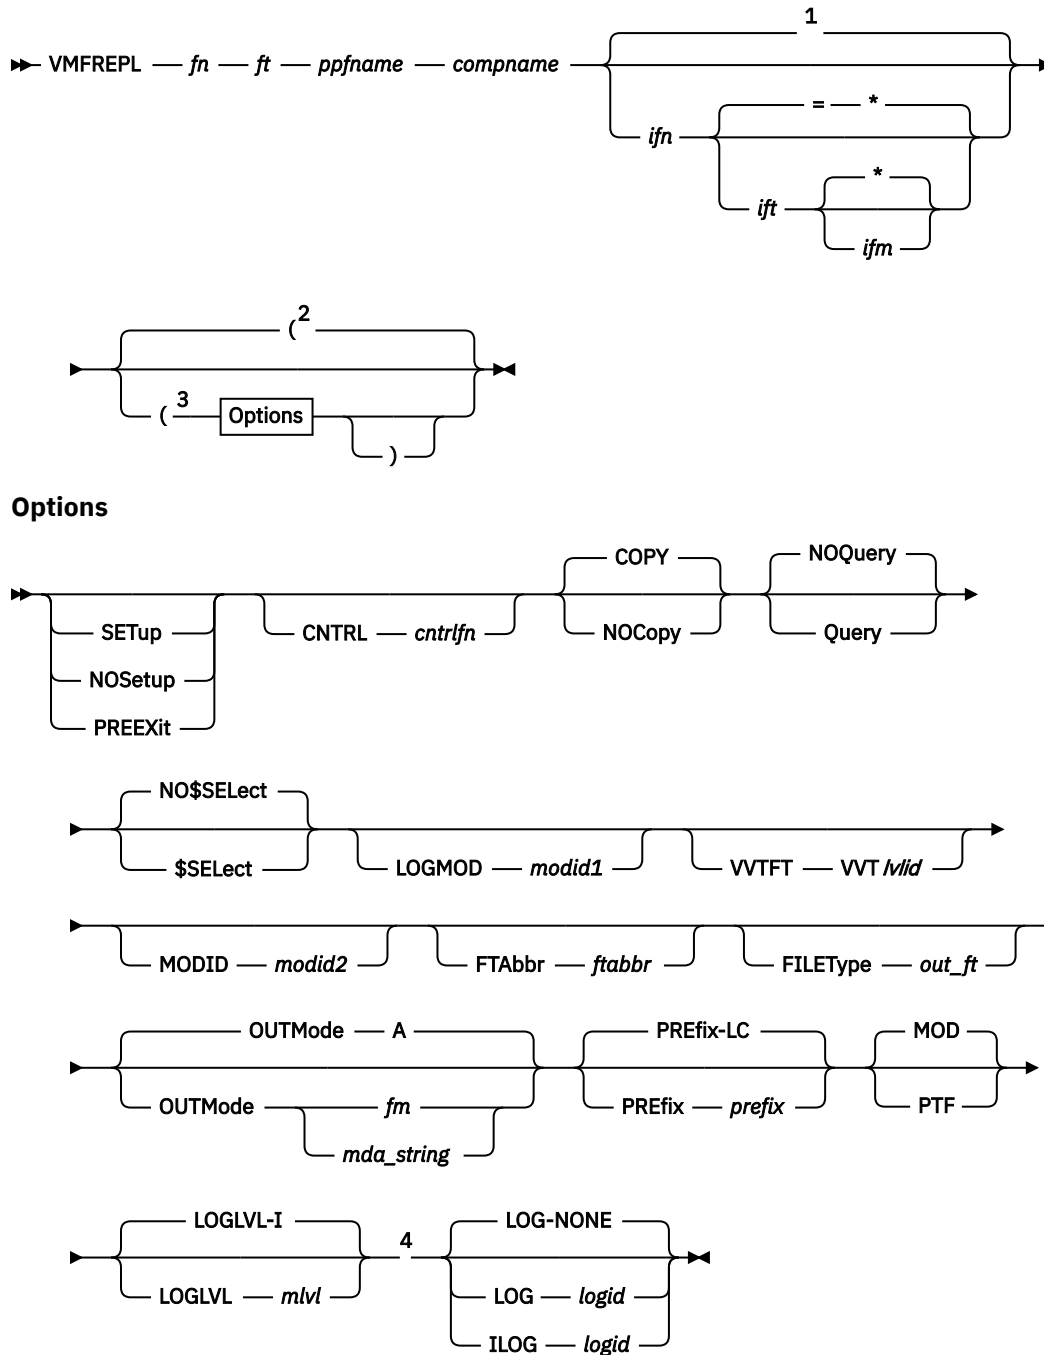 1
VMFREPL fn ft ppfname compname
= *
ifn
*
ift
ifm
( 2
( 3 Options
)
Options
COPY NOQuery
SETup CNTRL cntrlfn NOCopy Query
NOSetup
PREEXit
NO$SELect
$SELect LOGMOD modid1 VVTFT VVTlvlid
MODID modid2 FTAbbr ftabbr FILEType out_ft
OUTMode A PREfix-LC MOD
OUTMode fm PREfix prefix PTF
mda_string
LOGLVL-I 4 LOG-NONE
LOGLVL mlvl LOG logid
ILOG logid